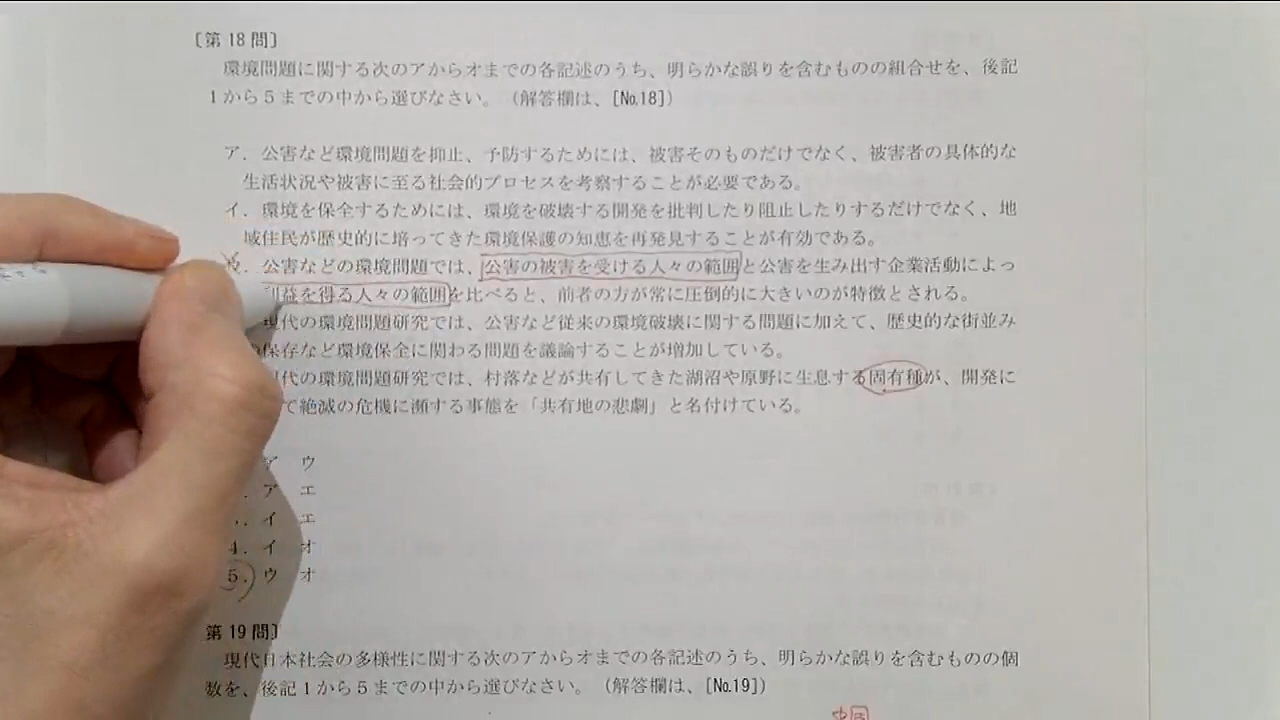 〔第 18 問〕
環境問題に関する次のアからオまでの各記述のうち、明らかな誤りを含むものの組合せを、後記
１から５までの中から選びなさい。（解答欄は、[No.18]）
ア．公害など環境問題を抑止、予防するためには、被害そのものだけでなく、被害者の具体的な
生活状況や被害に至る社会的プロセスを考察することが必要である。
イ．環境を保全するためには、環境を破壊する開発を批判したり阻止したりするだけでなく、地
域住民が歴史的に培ってきた環境保護の知恵を再発見することが有効である。
．公害などの環境問題では、公害の被害を受ける人々の範囲と公害を生み出す企業活動によっ
利益を得る人々の範囲を比べると、前者の方が常に圧倒的に大きいのが特徴とされる。
現代の環境問題研究では、公害など従来の環境破壊に関する問題に加えて、歴史的な街並み
の保存など環境保全に関わる問題を議論することが増加している。
代の環境問題研究では、村落などが共有してきた湖沼や原野に生息する固有種が、開発に
て絶滅の危機に瀕する事態を「共有地の悲劇」と名付けている。
ア ウ
．ア エ
．イ エ
4．イ オ
5．ウ オ
第 19 問〕
現代日本社会の多様性に関する次のアからオまでの各記述のうち、明らかな誤りを含むものの個
数を、後記１から５までの中から選びなさい。（解答欄は、[No.19]）